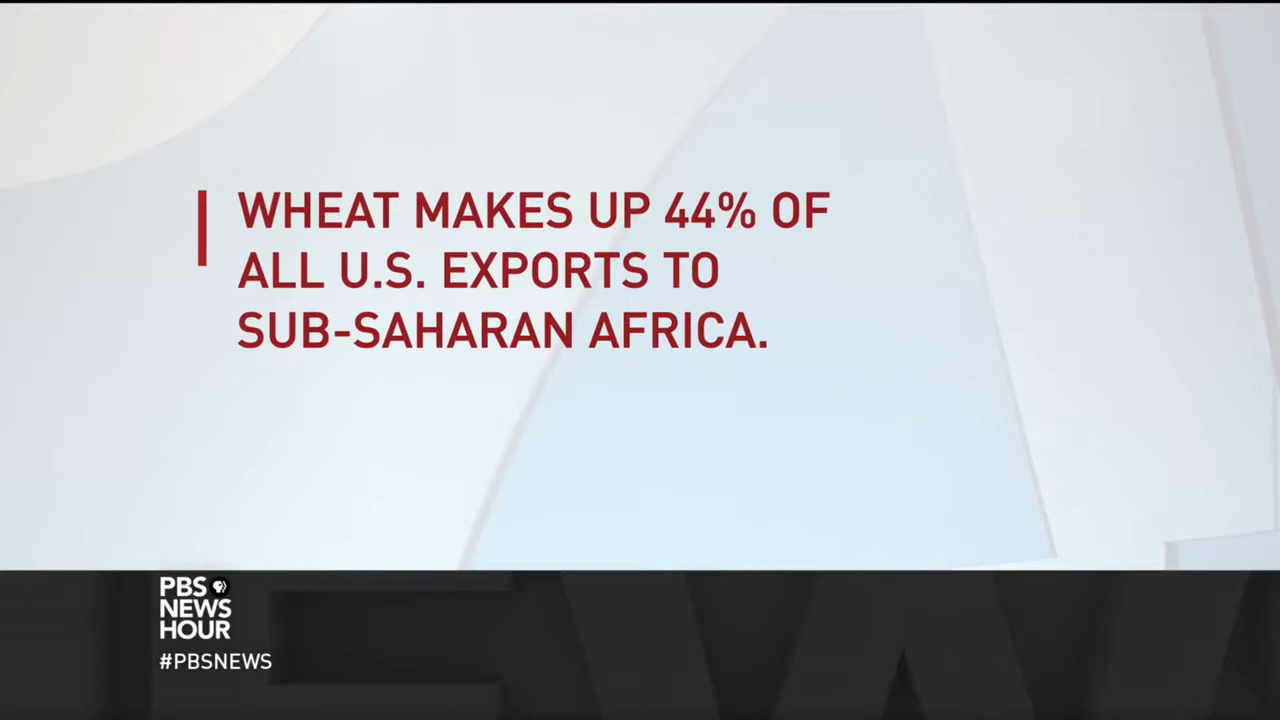 WHEAT MAKES UP 44% OF
ALL U.S. EXPORTS TO
SUB-SAHARAN AFRICA.
PBS
NEWS
HOUR
#PBSNEWS